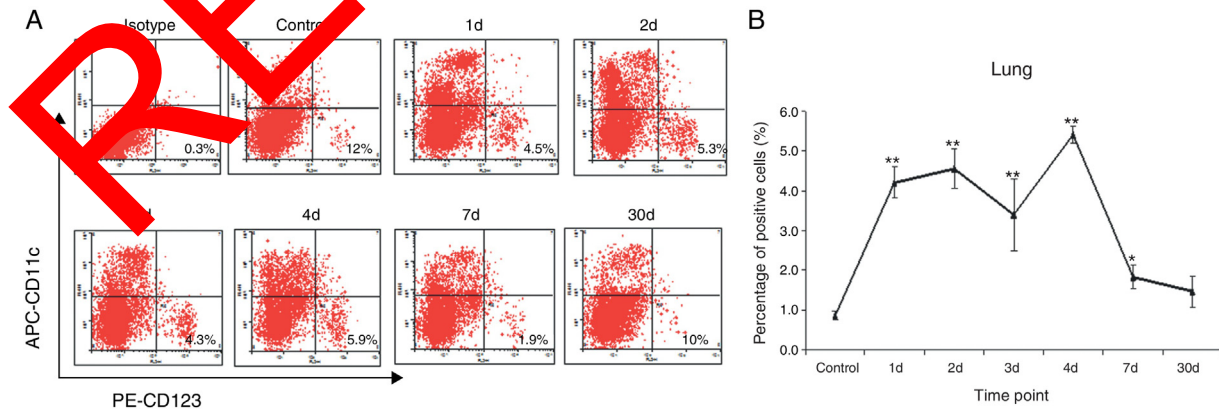 A
B
Isotype
Control
1d
2d
0.3%
12%
4.5%
5.3%
4d
7d
30d
4.3%
5.9%
1.9%
10%
APC-CD11c
PE-CD123
Lung
Percentage of positive cells (%)
6.0
5.0
4.0
3.0
2.0
1.0
0.0
**
**
**
**
*
Control
1d
2d
3d
4d
7d
30d
Time point